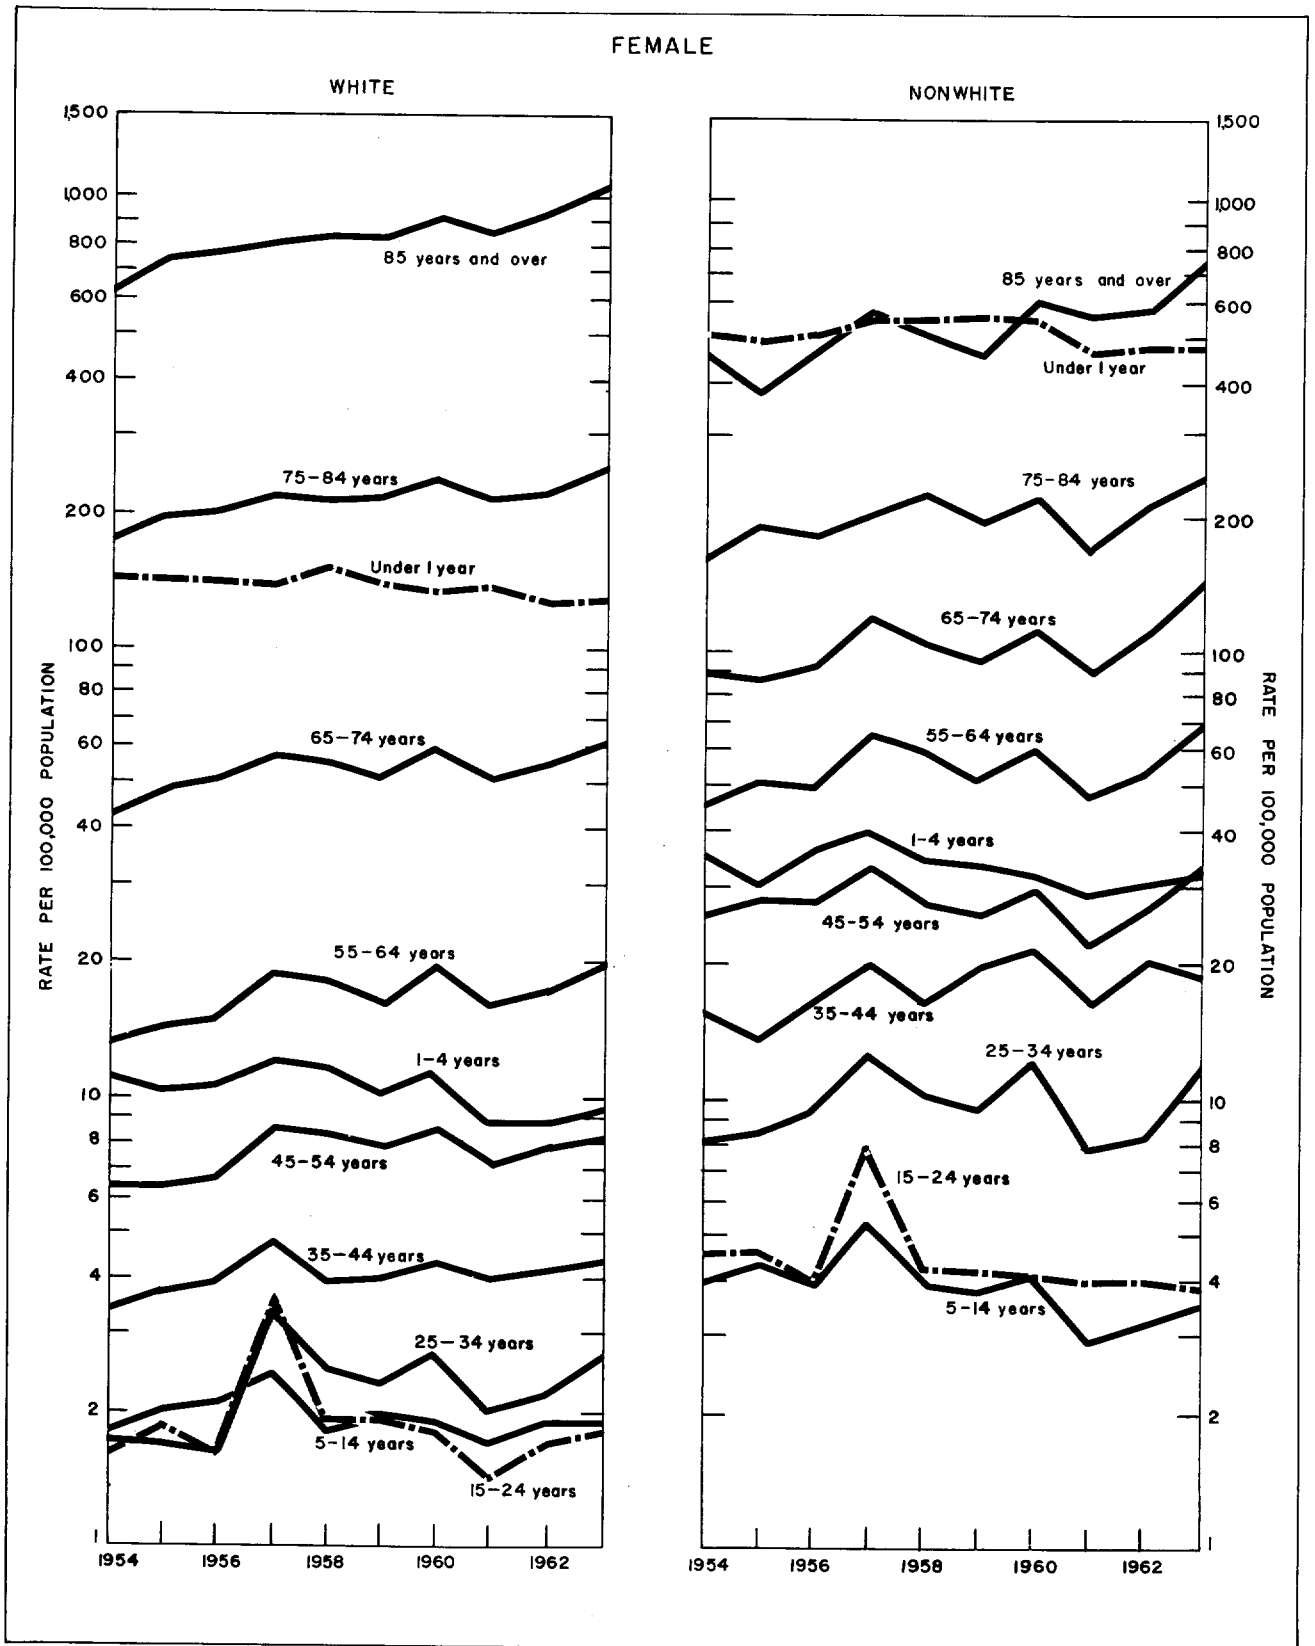 FEMALE
WHITE
NONWHITE
1,500
1,000
800
600
400
200
100
80
60
40
20
10
8
6
4
2
1
RATE PER 100,000 POPULATION
85 years and over
75-84 years
Under 1 year
65-74 years
55-64 years
1-4 years
45-54 years
35-44 years
25-34 years
5-14 years
15-24 years
1954 1956 1958 1960 1962
85 years and over
Under 1 year
75-84 years
65-74 years
55-64 years
1-4 years
45-54 years
35-44 years
25-34 years
15-24 years
5-14 years
1954 1956 1958 1960 1962
1,500
1,000
800
600
400
200
100
80
60
40
20
10
8
6
4
2
1
RATE PER 100,000 POPULATION